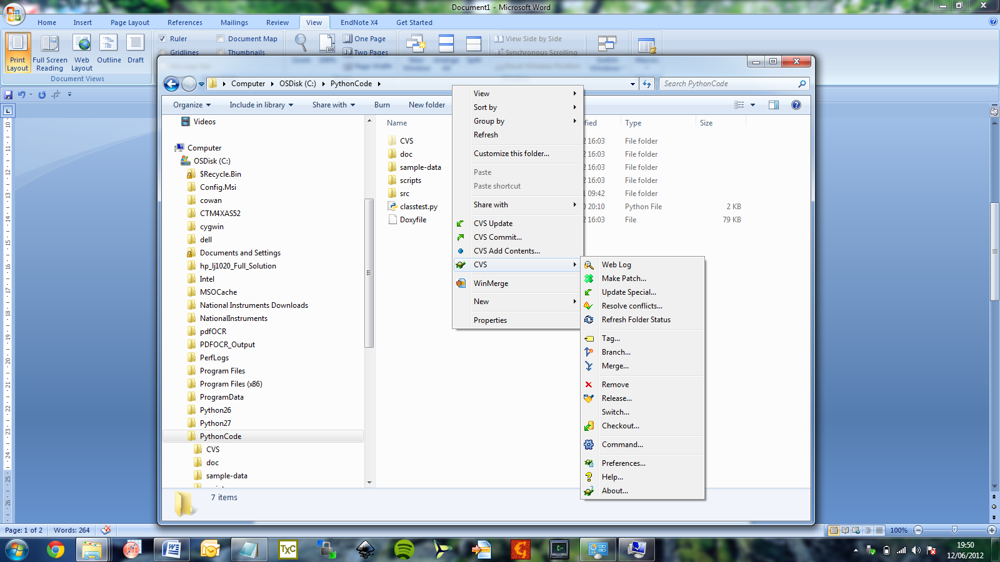 Document1 - Microsoft Word
Home Insert Page Layout References Mailings Review View EndNote X4 Get Started
Ruler Document Map One Page View Side by Side
Gridlines Thumbnails Two Pages Synchronous Scrolling
Print Layout Full Screen Reading Web Layout Outline Draft
Document Views
Computer OSDisk (C:) PythonCode
Search PythonCode
Organize Include in library Share with Burn New folder
Videos
Computer
OSDisk (C:)
$Recycle.Bin
Config.Msi
cowan
CTM4XAS52
cygwin
dell
Documents and Settings
hp_lj1020_Full_Solution
Intel
MSOCache
National Instruments Downloads
NationalInstruments
pdfOCR
PDFOCR_Output
PerfLogs
Program Files
Program Files (x86)
ProgramData
Python26
Python27
PythonCode
CVS
doc
sample-data
Name Type Size
CVS 16:03 File folder
doc 16:03 File folder
sample-data 16:03 File folder
scripts 16:03 File folder
src 09:42 File folder
classtest.py 20:10 Python File 2 KB
Doxyfile 16:03 File 79 KB
View
Sort by
Group by
Refresh
Customize this folder...
Paste
Paste shortcut
Share with
CVS Update
CVS Commit...
CVS Add Contents...
CVS
WinMerge
New
Properties
Web Log
Make Patch...
Update Special...
Resolve conflicts...
Refresh Folder Status
Tag...
Branch...
Merge...
Remove
Release...
Switch...
Checkout...
Command...
Preferences...
Help...
About...
7 items
Page: 1 of 2 Words: 264
100%
TXC
19:50
12/06/2012